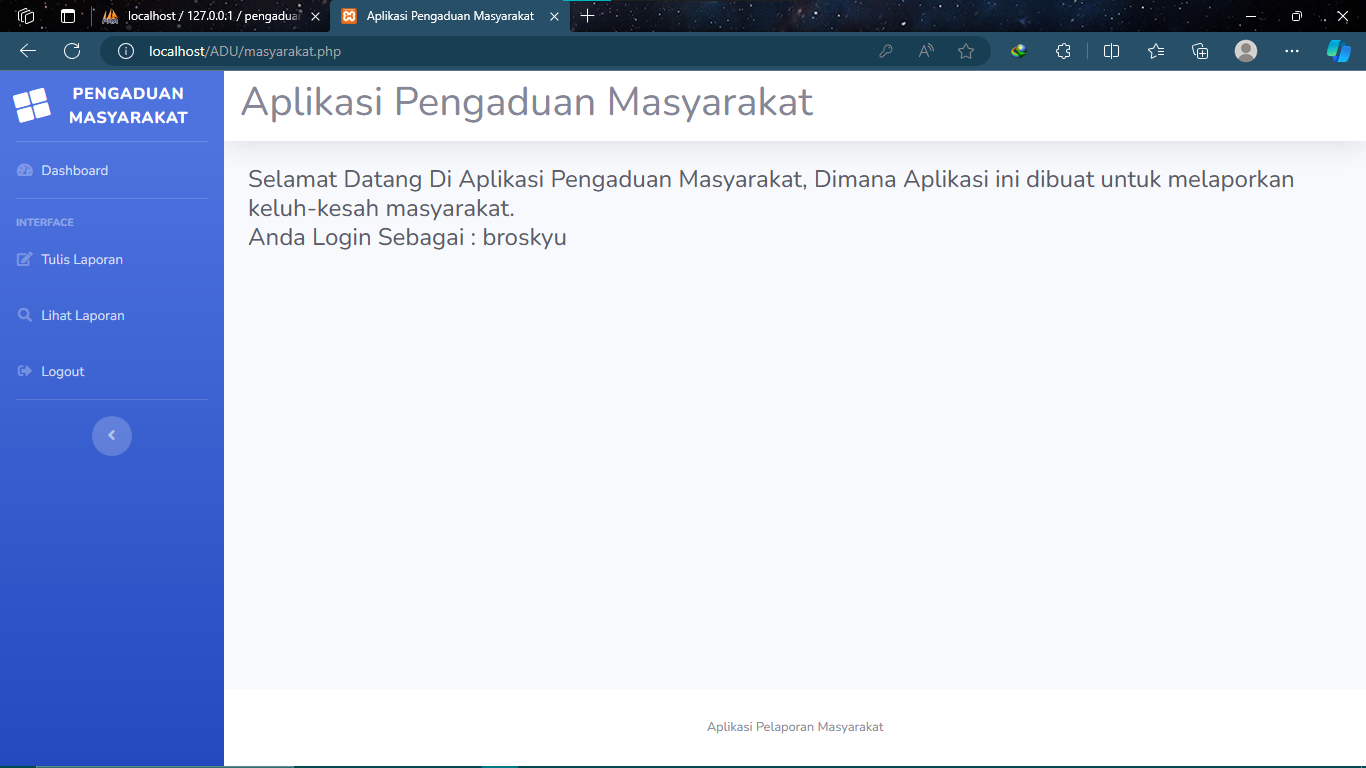 localhost / 127.0.0.1 / pengadua
Aplikasi Pengaduan Masyarakat
localhost/ADU/masyarakat.php
PENGADUAN
MASYARAKAT
Dashboard
INTERFACE
Tulis Laporan
Lihat Laporan
Logout
Aplikasi Pengaduan Masyarakat
Selamat Datang Di Aplikasi Pengaduan Masyarakat, Dimana Aplikasi ini dibuat untuk melaporkan
keluh-kesah masyarakat.
Anda Login Sebagai : broskyu
Aplikasi Pelaporan Masyarakat